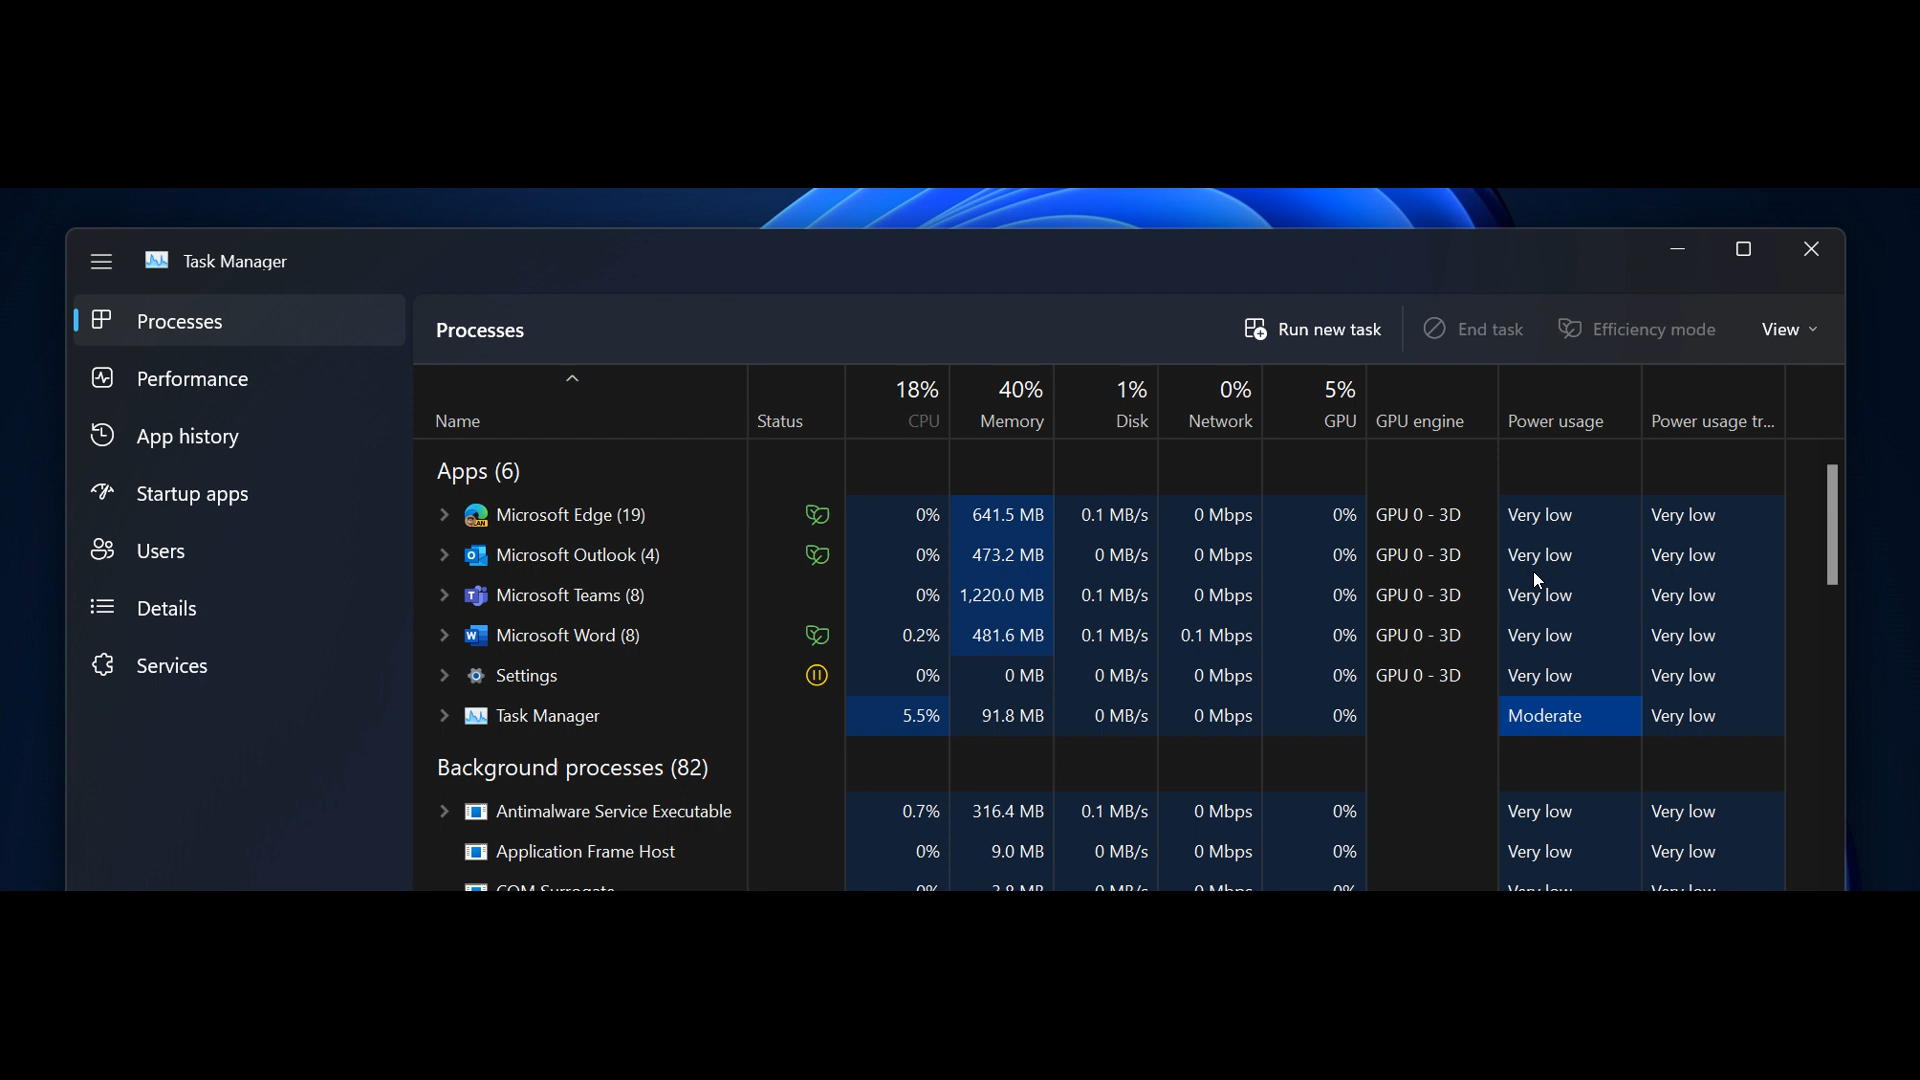 Task Manager
Processes
Performance
App history
Startup apps
Users
Details
Services
Processes
Run new task
End task
Efficiency mode
View
18% 40% 1% 0% 5%
Name Status CPU Memory Disk Network GPU GPU engine Power usage Power usage tr...
Apps (6)
Microsoft Edge (19) 0% 641.5 MB 0.1 MB/s 0 Mbps 0% GPU 0 - 3D Very low Very low
Microsoft Outlook (4) 0% 473.2 MB 0 MB/s 0 Mbps 0% GPU 0 - 3D Very low Very low
Microsoft Teams (8) 0% 1,220.0 MB 0.1 MB/s 0 Mbps 0% GPU 0 - 3D Very low Very low
Microsoft Word (8) 0.2% 481.6 MB 0.1 MB/s 0.1 Mbps 0% GPU 0 - 3D Very low Very low
Settings 0% 0 MB 0 MB/s 0 Mbps 0% GPU 0 - 3D Very low Very low
Task Manager 5.5% 91.8 MB 0 MB/s 0 Mbps 0% Moderate Very low
Background processes (82)
Antimalware Service Executable 0.7% 316.4 MB 0.1 MB/s 0 Mbps 0% Very low Very low
Application Frame Host 0% 9.0 MB 0 MB/s 0 Mbps 0% Very low Very low